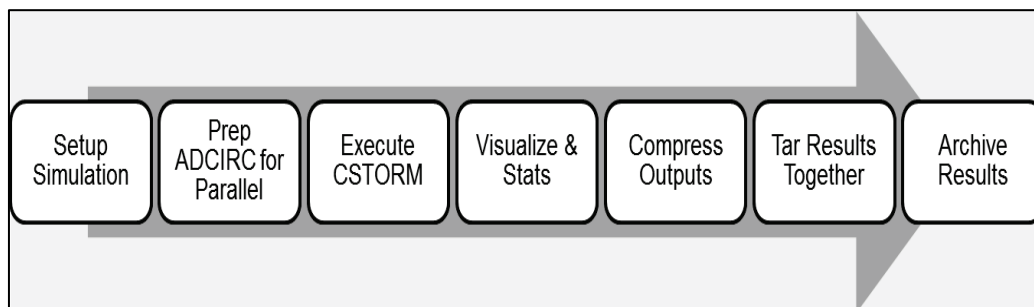 Setup
Simulation
Prep
ADCIRC for
Parallel
Execute
CSTORM
Visualize &
Stats
Compress
Outputs
Tar Results
Together
Archive
Results